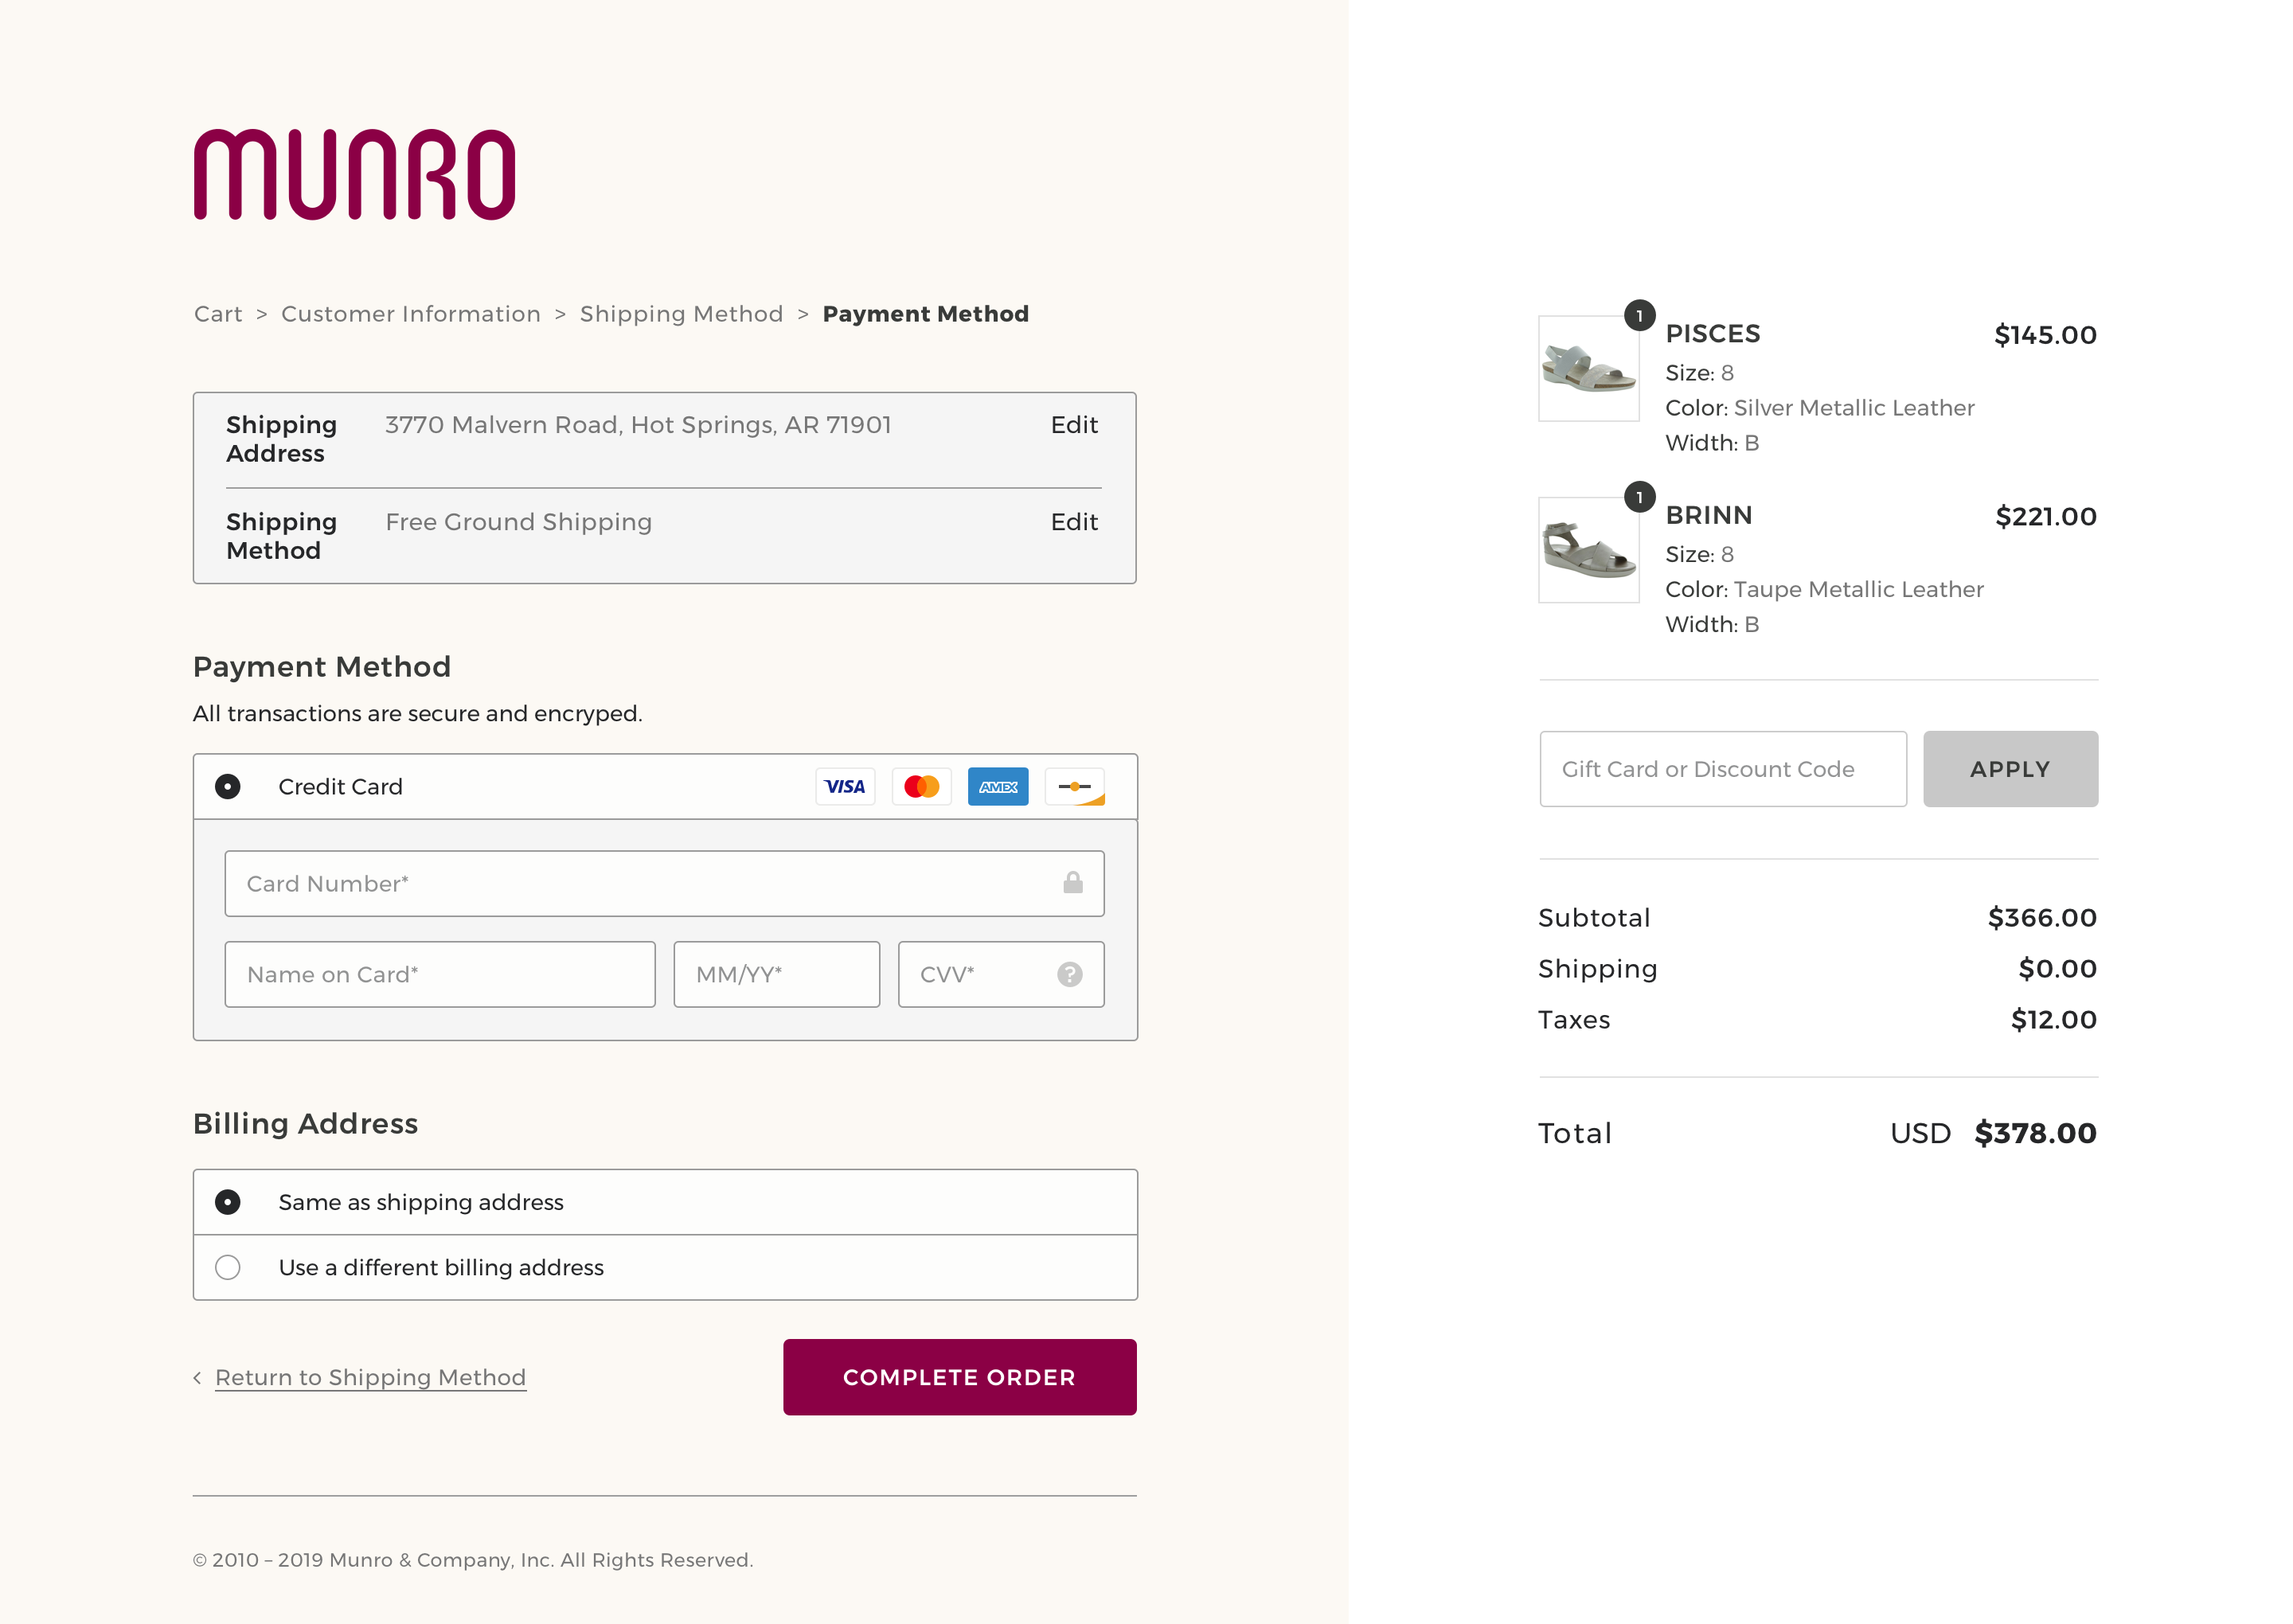 MUNRO
Cart > Customer Information > Shipping Method > Payment Method
Shipping Address
3770 Malvern Road, Hot Springs, AR 71901
Edit
Shipping Method
Free Ground Shipping
Edit
Payment Method
All transactions are secure and encryped.
Credit Card
VISA
AMEX
Card Number*
Name on Card*
MM/YY*
CVV*
?
Billing Address
Same as shipping address
Use a different billing address
< Return to Shipping Method
COMPLETE ORDER
© 2010 – 2019 Munro & Company, Inc. All Rights Reserved.
1
PISCES
$145.00
Size: 8
Color: Silver Metallic Leather
Width: B
1
BRINN
$221.00
Size: 8
Color: Taupe Metallic Leather
Width: B
Gift Card or Discount Code
APPLY
Subtotal
$366.00
Shipping
$0.00
Taxes
$12.00
Total
USD $378.00